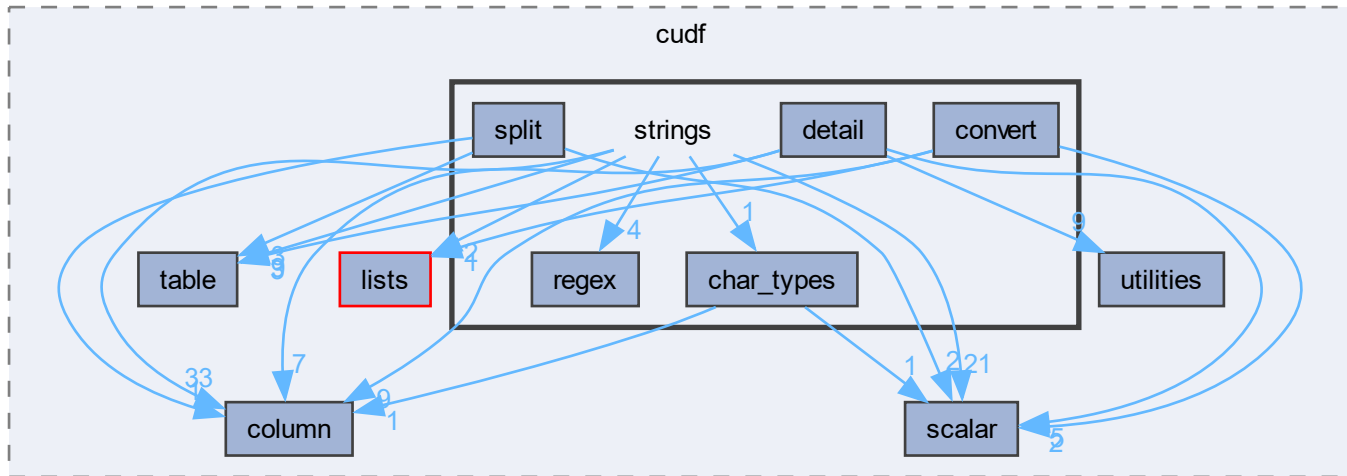 cudf
split
strings
detail
convert
4
1
9
2
table
lists
regex
char_types
utilities
7
1
2
21
9
1
column
scalar